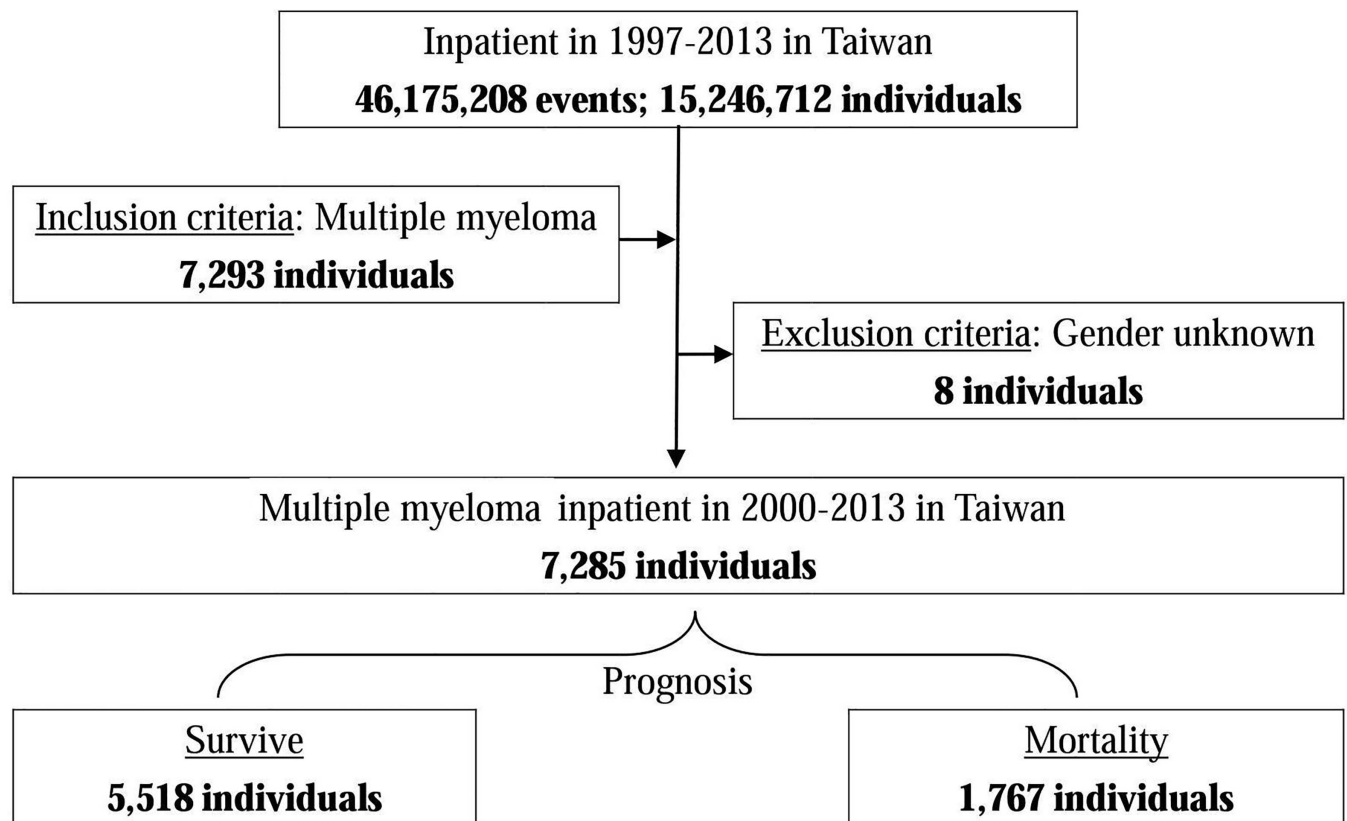 Inpatient in 1997-2013 in Taiwan
46,175,208 events; 15,246,712 individuals
Inclusion criteria: Multiple myeloma
7,293 individuals
Exclusion criteria: Gender unknown
8 individuals
Multiple myeloma inpatient in 2000-2013 in Taiwan
7,285 individuals
Prognosis
Survive
5,518 individuals
Mortality
1,767 individuals